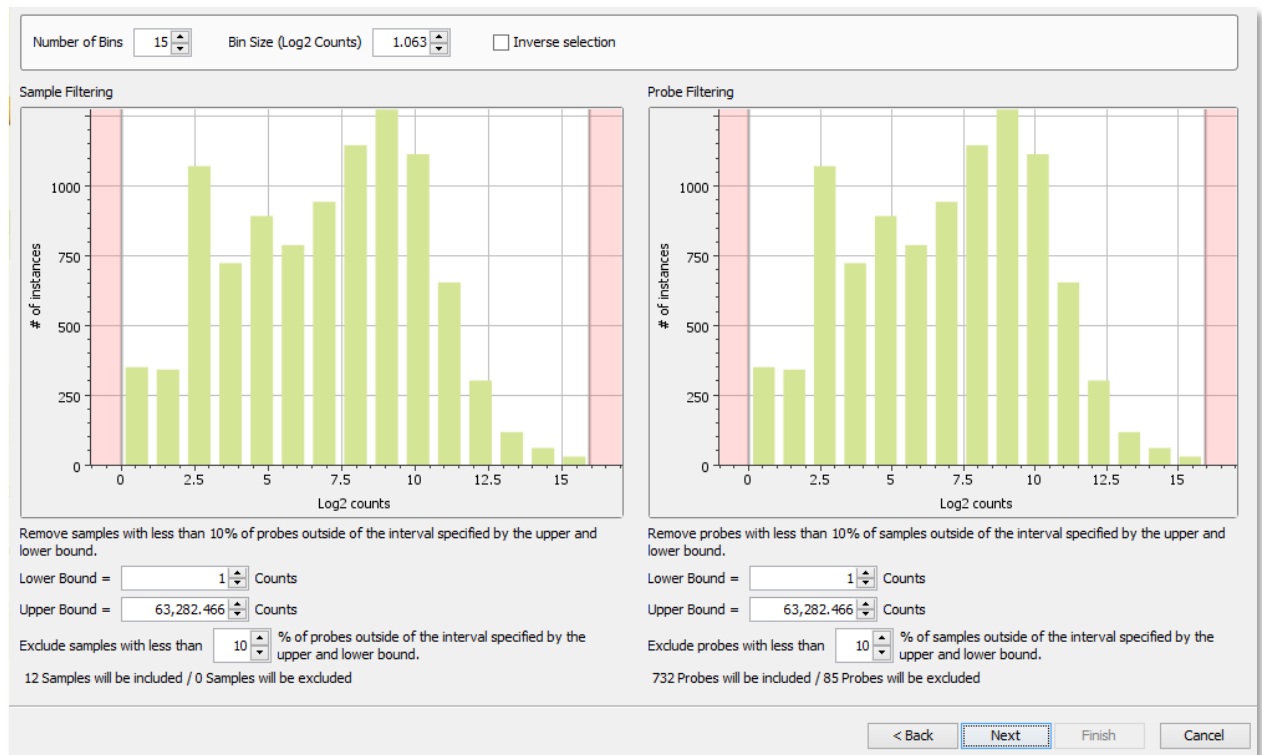 Number of Bins 15 Bin Size (Log2 Counts) 1.063 Inverse selection
Sample Filtering
1000
750
500
250
0
# of instances
0 2.5 5 7.5 10 12.5 15
Log2 counts
Remove samples with less than 10% of probes outside of the interval specified by the upper and
lower bound.
Lower Bound = 1 Counts
Upper Bound = 63,282.466 Counts
Exclude samples with less than 10 % of probes outside of the interval specified by the
upper and lower bound.
12 Samples will be included / 0 Samples will be excluded
Probe Filtering
1000
750
500
250
0
# of instances
0 2.5 5 7.5 10 12.5 15
Log2 counts
Remove probes with less than 10% of samples outside of the interval specified by the upper and
lower bound.
Lower Bound = 1 Counts
Upper Bound = 63,282.466 Counts
Exclude probes with less than 10 % of samples outside of the interval specified by the
upper and lower bound.
732 Probes will be included / 85 Probes will be excluded
< Back Next Finish Cancel